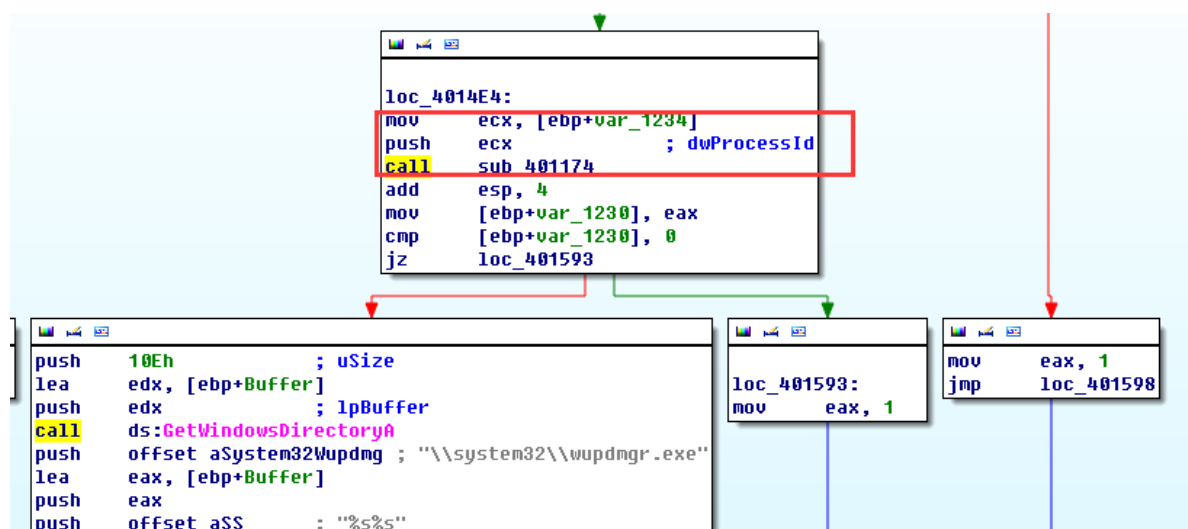 loc_4014E4:
mov ecx, [ebp+var_1234]
push ecx ; dwProcessId
call sub_401174
add esp, 4
mov [ebp+var_1230], eax
cmp [ebp+var_1230], 0
jz loc_401593
push 10Eh ; uSize
lea edx, [ebp+Buffer]
push edx ; lpBuffer
call ds:GetWindowsDirectoryA
push offset aSystem32Wupdmg ; "\\system32\\wupdmgr.exe"
lea eax, [ebp+Buffer]
push eax
push offset aSS ; "%s%s"
loc_401593:
mov eax, 1
mov eax, 1
jmp loc_401598